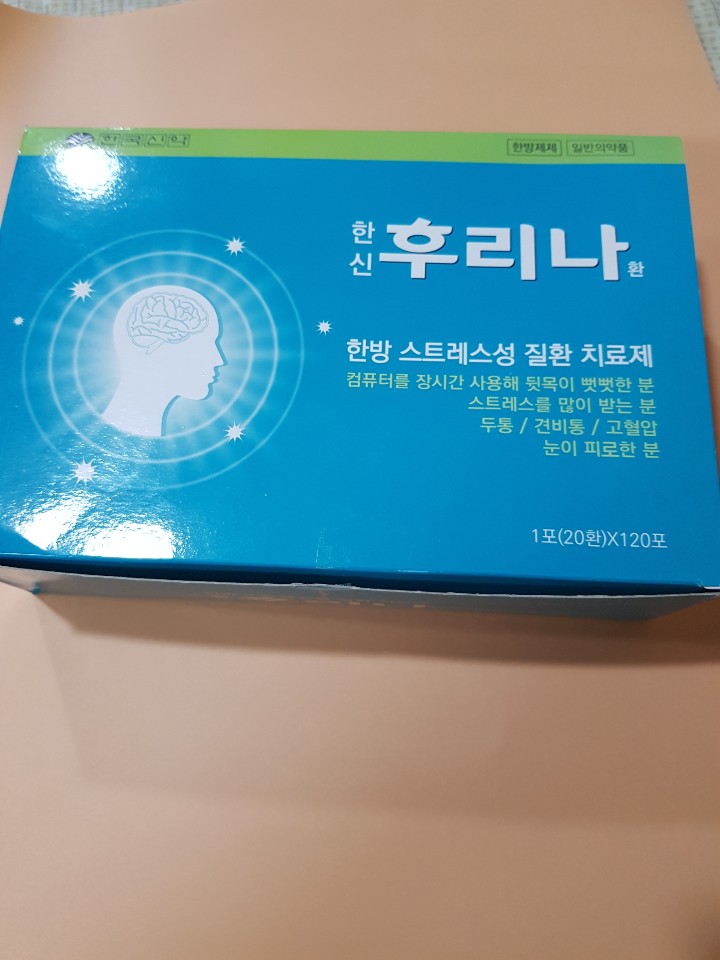 한국신약
한방제제 일반의약품
한신 후리나 환
한방 스트레스성 질환 치료제
컴퓨터를 장시간 사용해 뒷목이 뻣뻣한 분
스트레스를 많이 받는 분
두통 / 견비통 / 고혈압
눈이 피로한 분
1포(20환)X120포